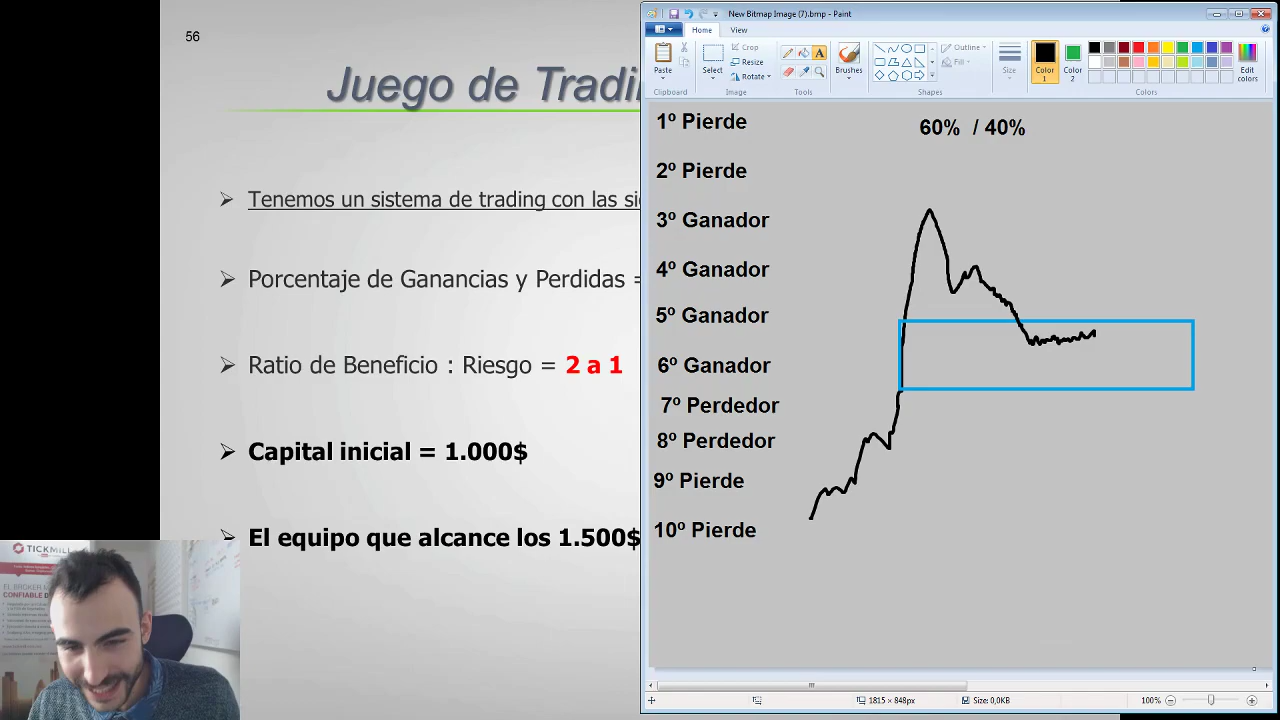 56
Juego de Tradi
Tenemos un sistema de trading con las si
Porcentaje de Ganancias y Perdidas =
Ratio de Beneficio : Riesgo = 2 a 1
Capital inicial = 1.000$
El equipo que alcance los 1.500$
TICKMILL
EL BROKER
CONFIABLE D
New Bitmap Image (7).bmp - Paint
Home
View
Paste
Select
Crop
Resize
Rotate
Brushes
Outline
Fill
Size
Color 1
Color 2
Edit colors
Clipboard
Image
Tools
Shapes
Colors
60% / 40%
1º Pierde
2º Pierde
3º Ganador
4º Ganador
5º Ganador
6º Ganador
7º Perdedor
8º Perdedor
9º Pierde
10º Pierde
1815 × 848px
Size: 0,0KB
100%